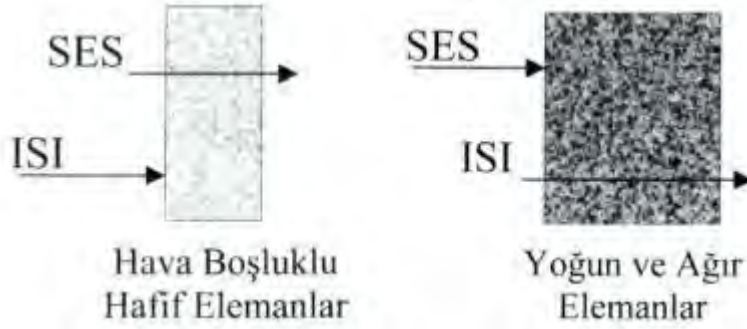 SES
ISI
Hava Boşluklu
Hafif Elemanlar
SES
ISI
Yoğun ve Ağır
Elemanlar